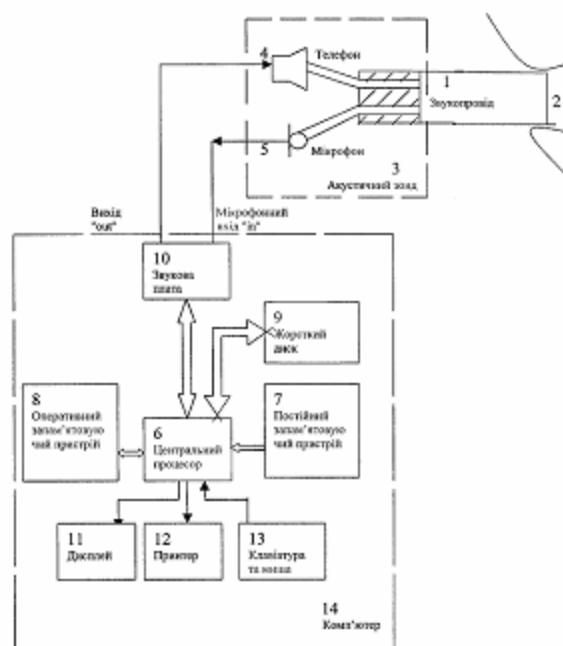 4
Телефон
1
Звукопровід
2
5
Мікрофон
3
Акустичний зонд
Вихід
"out"
Мікрофонний
вхід "in"
10
Звукова
плата
9
Жорсткий
диск
8
Оперативний
запам'ятовую
чий пристрій
6
Центральний
процесор
7
Постійний
запам'ятовую
чий пристрій
11
Дисплей
12
Принтер
13
Клавіатура
та миша
14
Комп'ютер